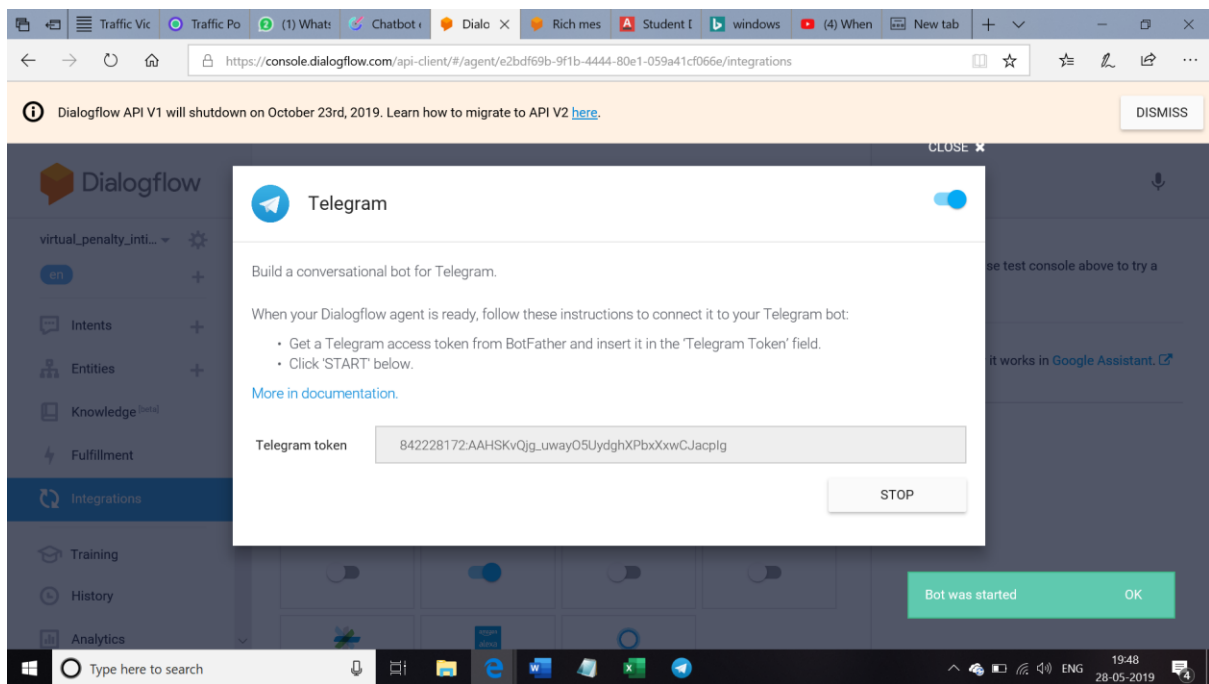 Traffic Vic
Traffic Po
(1) What:
Chatbot
Dialo
Rich mes
Student
windows
(4) When
New tab
https://console.dialogflow.com/api-client/#/agent/e2bdf69b-9f1b-4444-80e1-059a41cf066e/integrations
Dialogflow API V1 will shutdown on October 23rd, 2019. Learn how to migrate to API V2 here.
DISMISS
CLOSE ✖
Dialogflow
Telegram
virtual_penalty_inti...
en
Build a conversational bot for Telegram.
se test console above to try a
When your Dialogflow agent is ready, follow these instructions to connect it to your Telegram bot:
Intents
• Get a Telegram access token from BotFather and insert it in the 'Telegram Token' field.
• Click 'START' below.
it works in Google Assistant.
Entities
More in documentation.
Knowledge [beta]
Telegram token
842228172:AAHSKvQjg_uwayO5UydghXPbxXxwCJacpIg
Fulfillment
STOP
Integrations
Training
History
Bot was started
OK
Analytics
amazon
alexa
Type here to search
ENG
19:48
28-05-2019
4